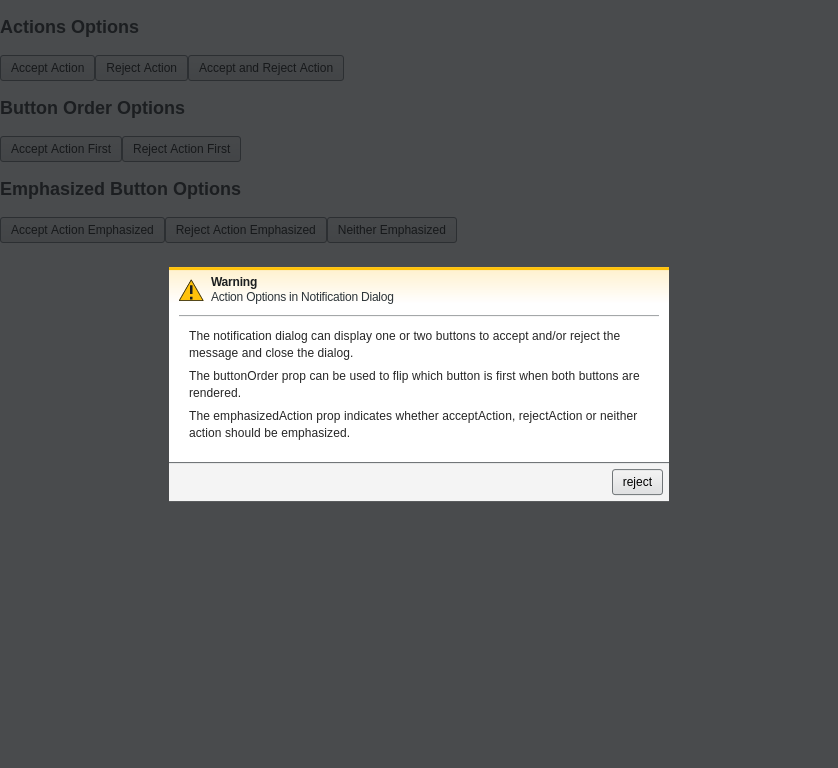 Actions Options
Accept Action Reject Action Accept and Reject Action
Button Order Options
Accept Action First Reject Action First
Emphasized Button Options
Accept Action Emphasized Reject Action Emphasized Neither Emphasized
Warning
Action Options in Notification Dialog
The notification dialog can display one or two buttons to accept and/or reject the
message and close the dialog.
The buttonOrder prop can be used to flip which button is first when both buttons are
rendered.
The emphasizedAction prop indicates whether acceptAction, rejectAction or neither
action should be emphasized.
reject